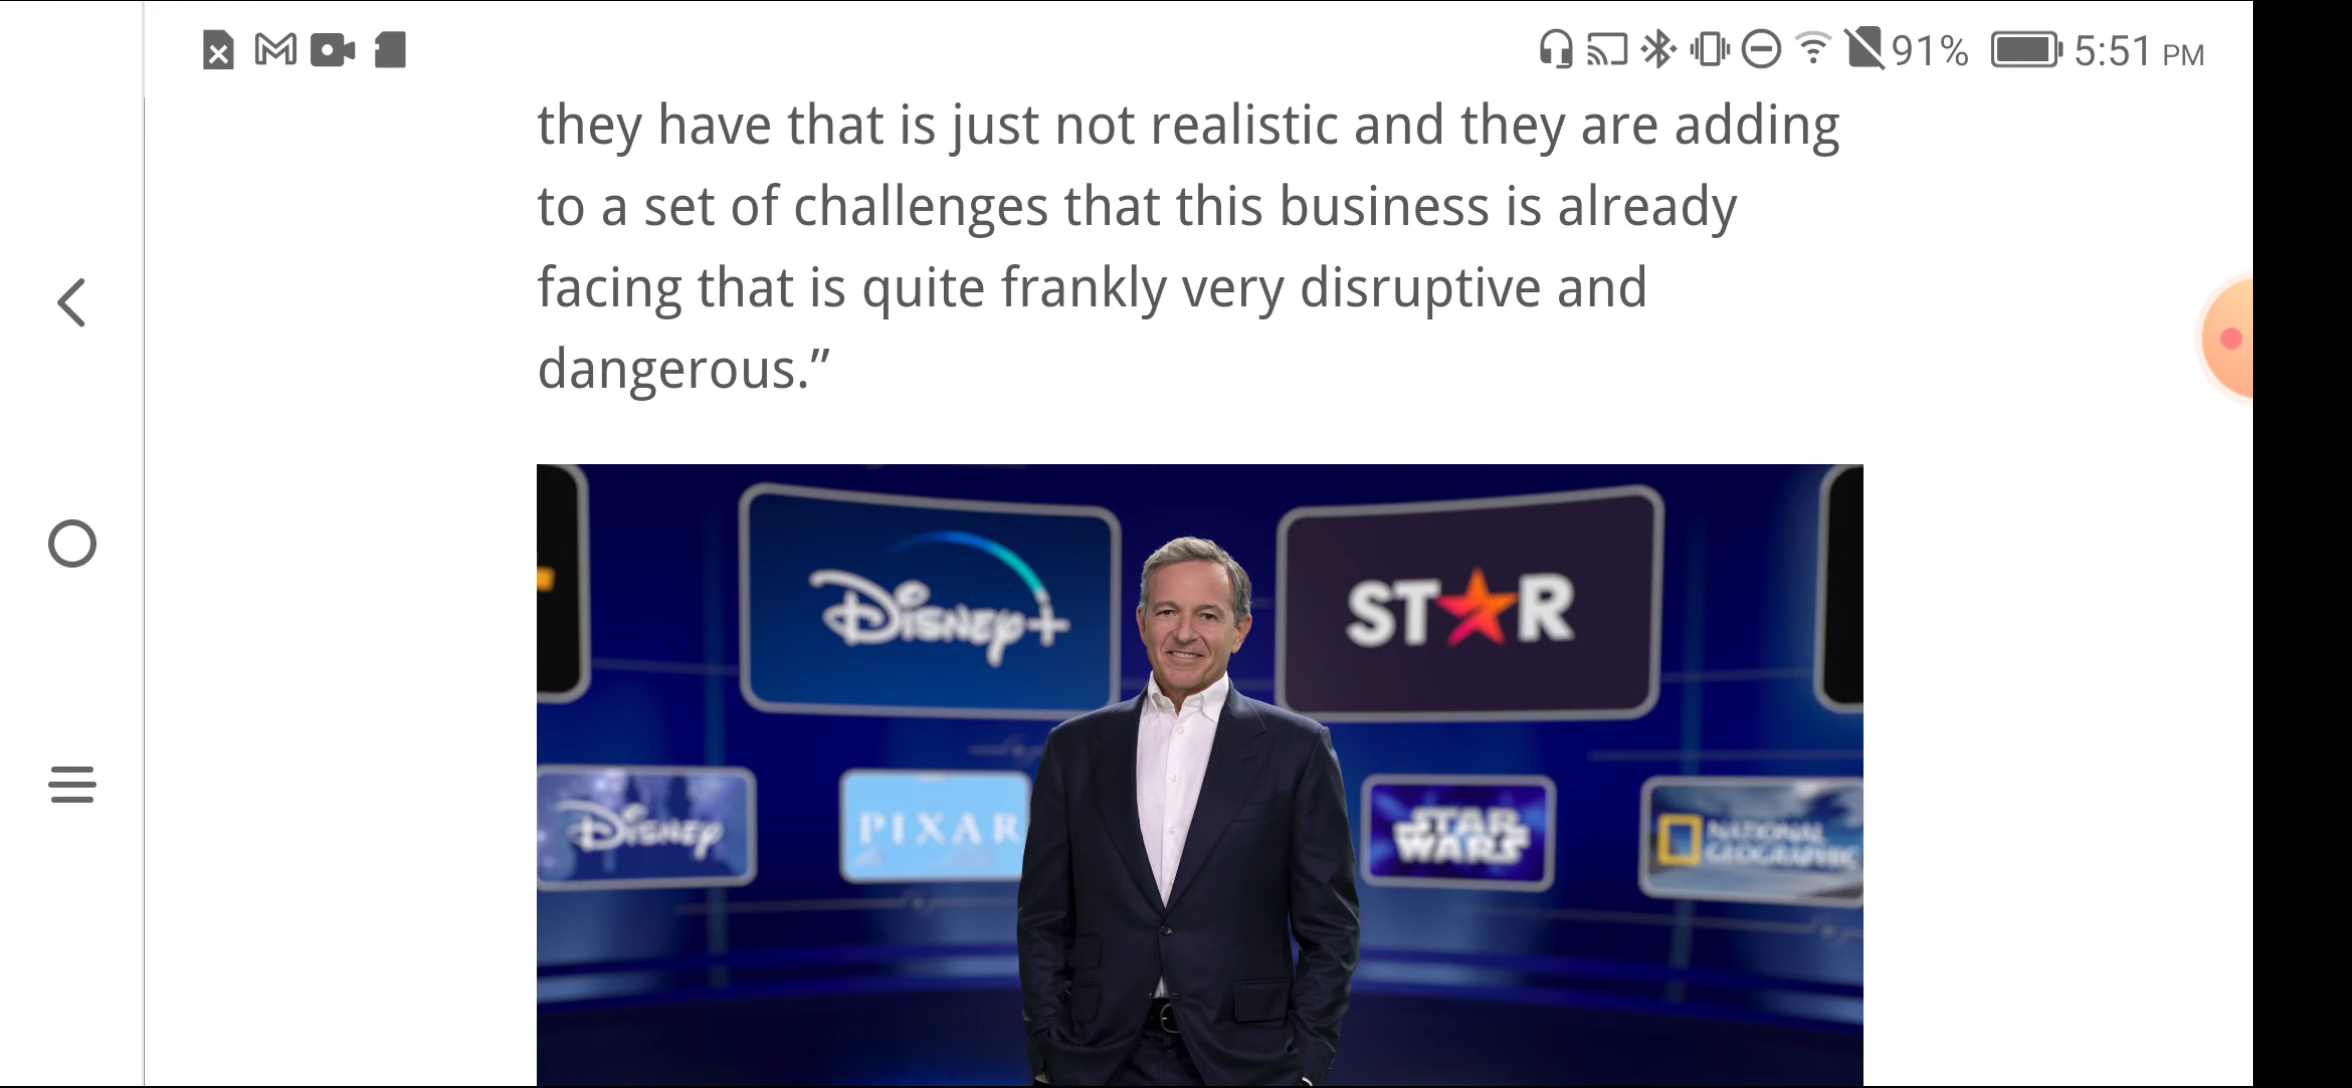 91% 5:51 PM
they have that is just not realistic and they are adding
to a set of challenges that this business is already
facing that is quite frankly very disruptive and
dangerous.”
Disney+
STAR
Disney
PIXAR
STAR
WARS
NATIONAL
GEOGRAPHIC